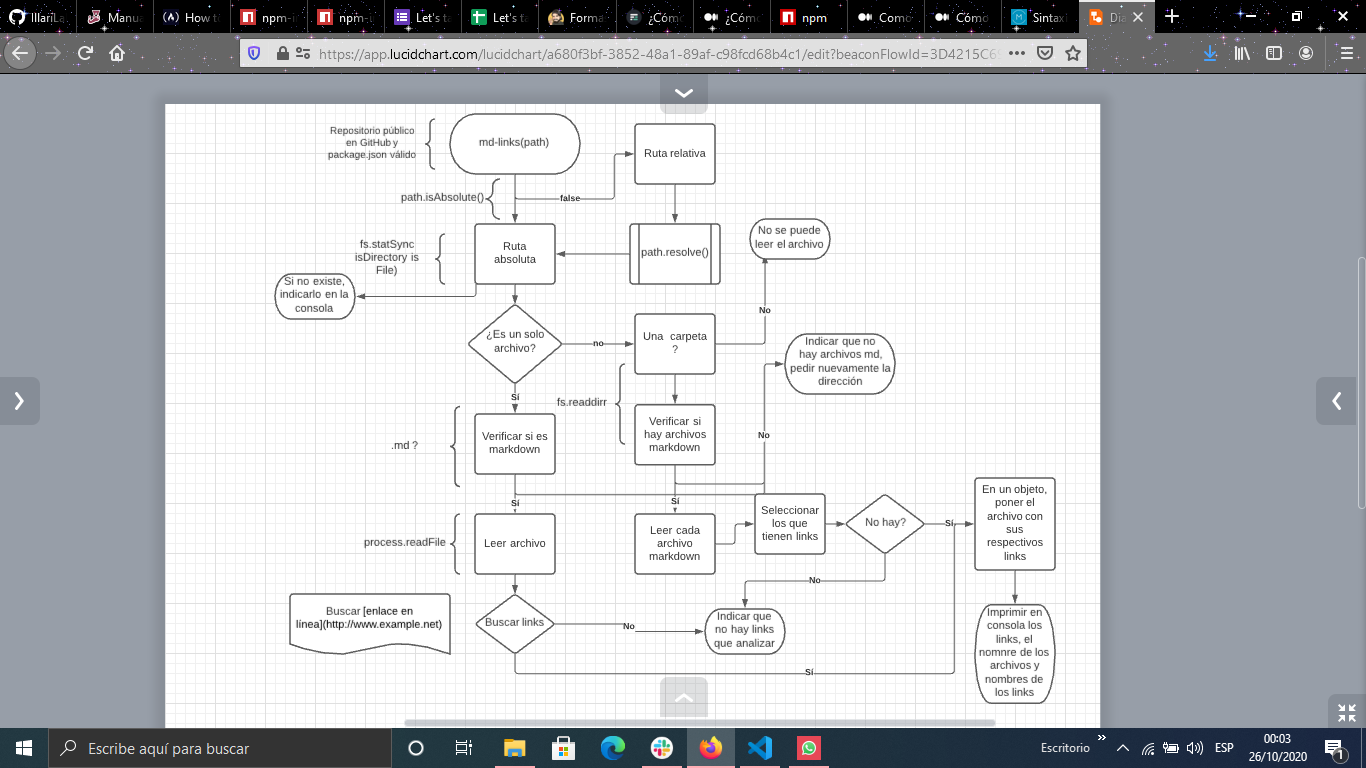 IllariLa
Manua
How to
npm-
npm-
Let's ta
Let's ta
Forma
¿Cómo
¿Cómo
npm
Como
Cómo
Sintaxi
Dia
https://app.lucidchart.com/lucidchart/a680f3bf-3852-48a1-89af-c98fcd68b4c1/edit?beaconFlowId=3D4215C6
Repositorio público
en GitHub y
package.json válido
md-links(path)
Ruta relativa
path.isAbsolute()
false
fs.statSync
isDirectory is
File)
Ruta
absoluta
path.resolve()
No se puede
leer el archivo
Si no existe,
indicarlo en la
consola
No
¿Es un solo
archivo?
no
Una carpeta
?
Indicar que no
hay archivos md,
pedir nuevamente la
dirección
Sí
fs.readdirr
.md ?
Verificar si es
markdown
Verificar si
hay archivos
markdown
No
Sí
Sí
process.readFile
Leer archivo
Leer cada
archivo
markdown
Seleccionar
los que
tienen links
No hay?
Sí
En un objeto,
poner el
archivo con
sus
respectivos
links
No
Buscar [enlace en
línea](http://www.example.net)
Buscar links
No
Indicar que
no hay links
que analizar
Imprimir en
consola los
links, el
nomnre de los
archivos y
nombres de
los links
Sí
Escribe aquí para buscar
Escritorio
ESP
00:03
26/10/2020
1